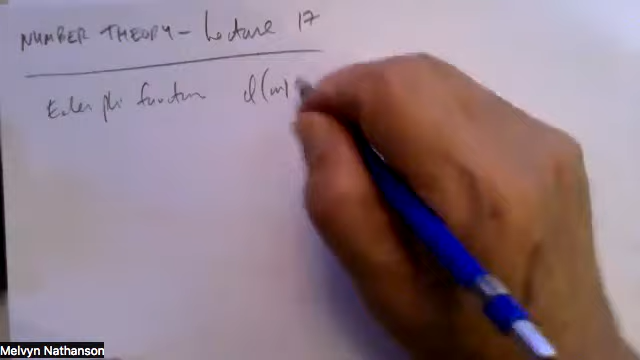 NUMBER THEORY - Lecture 17
Euler phi function φ(m)
Melvyn Nathanson